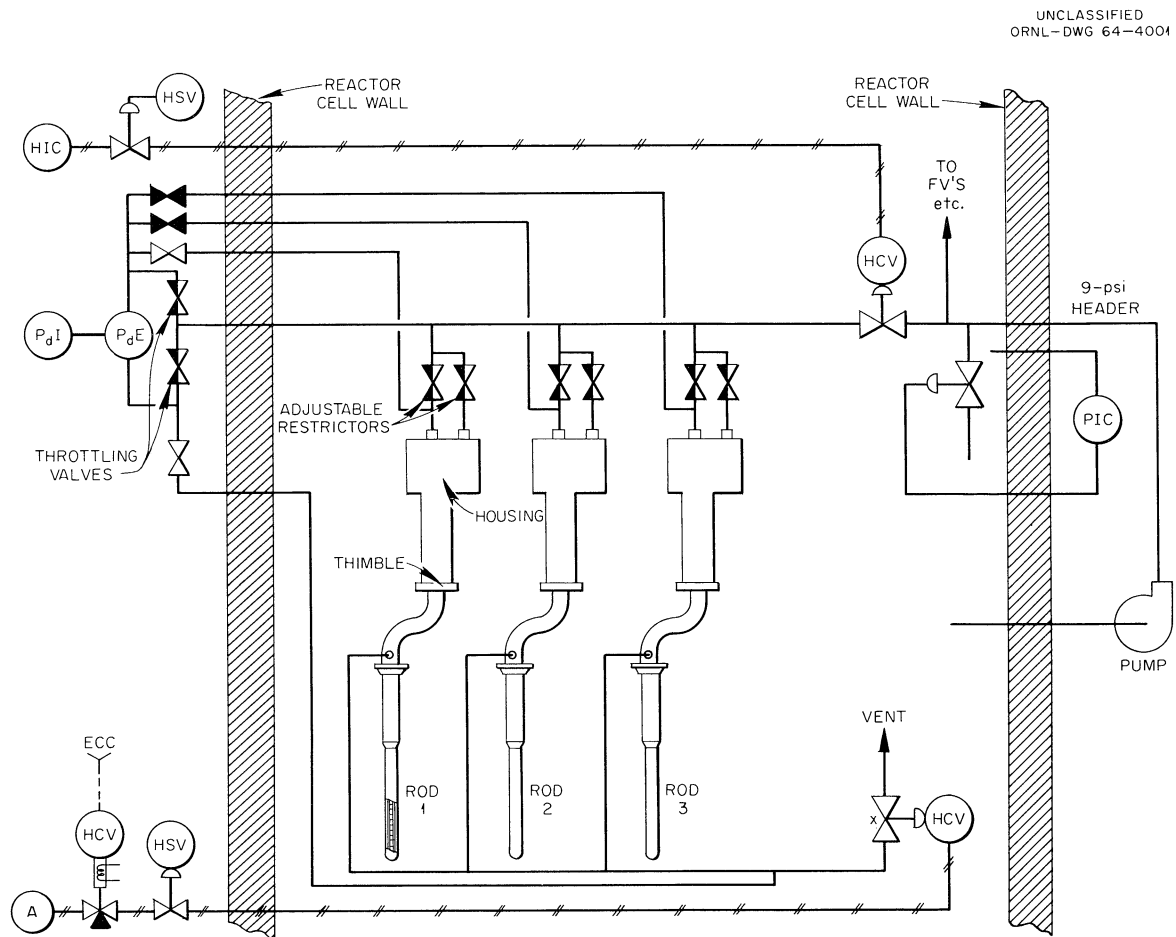 UNCLASSIFIED
ORNL-DWG 64-4001
REACTOR
CELL WALL
REACTOR
CELL WALL
HSV
HIC
TO
FV'S
etc.
HCV
9-psi
HEADER
PdI
PdE
PIC
ADJUSTABLE
RESTRICTORS
THROTTLING
VALVES
HOUSING
THIMBLE
PUMP
VENT
ECC
ROD
1
ROD
2
ROD
3
HCV
HSV
X
HCV
A